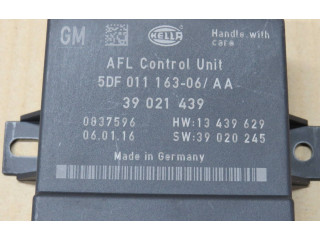 GM HELLA Handle with
care
AFL Control Unit
5DF 011 163-06/AA
39 021 439
0837596 HW:13 439 629
06.01.16 SW:39 020 245
Made in Germany